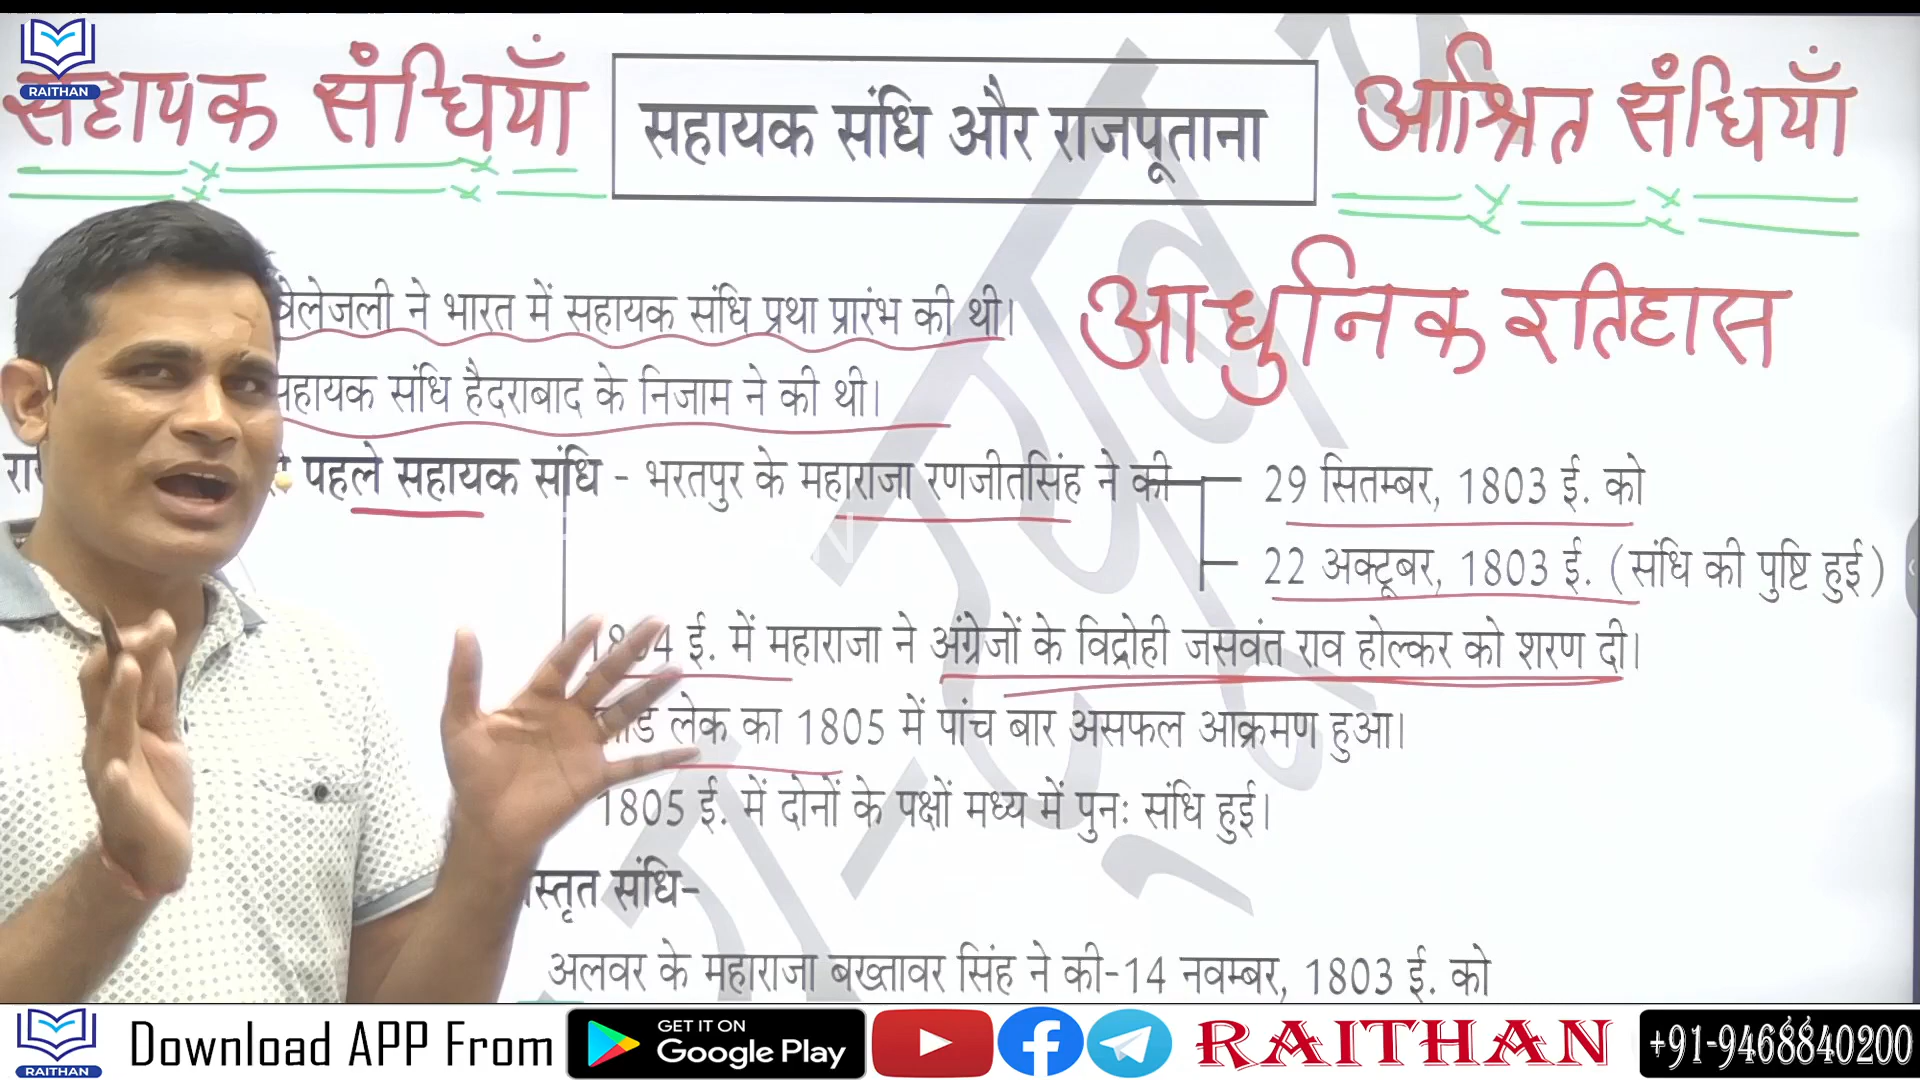 RAITHAN
सहायक संधियाँ
सहायक संधि और राजपूताना
आश्रित संधियाँ
आधुनिक इतिहास
वेलेजली ने भारत में सहायक संधि प्रथा प्रारंभ की थी।
सहायक संधि हैदराबाद के निजाम ने की थी।
पहले सहायक संधि - भरतपुर के महाराजा रणजीतसिंह ने की
29 सितम्बर, 1803 ई. को
22 अक्टूबर, 1803 ई. (संधि की पुष्टि हुई)
1804 ई. में महाराजा ने अंग्रेजों के विद्रोही जसवंत राव होल्कर को शरण दी।
लेक का 1805 में पांच बार असफल आक्रमण हुआ।
1805 ई. में दोनों के पक्षों मध्य में पुनः संधि हुई।
संधि-
अलवर के महाराजा बख्तावर सिंह ने की-14 नवम्बर, 1803 ई. को
RAITHAN
Download APP From
GET IT ON
Google Play
RAITHAN
+91-9468840200